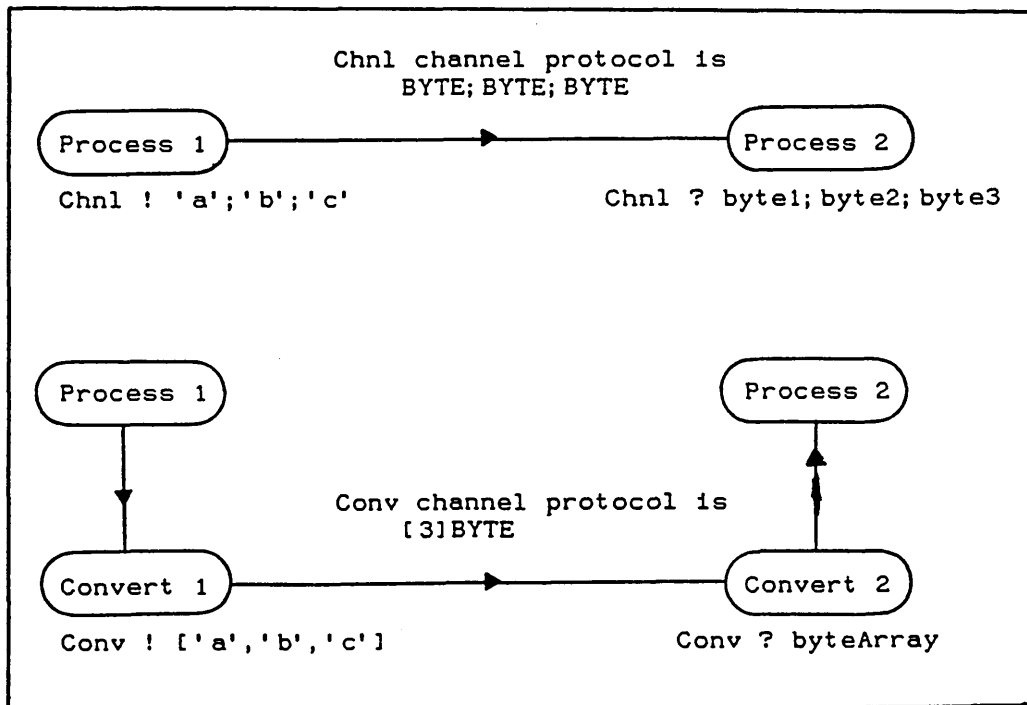 Chnl channel protocol is
BYTE; BYTE; BYTE
Process 1
Process 2
Chnl ! 'a';'b';'c'
Chnl ? byte1; byte2; byte3
Process 1
Process 2
Conv channel protocol is
[3]BYTE
Convert 1
Convert 2
Conv ! ['a','b','c']
Conv ? byteArray